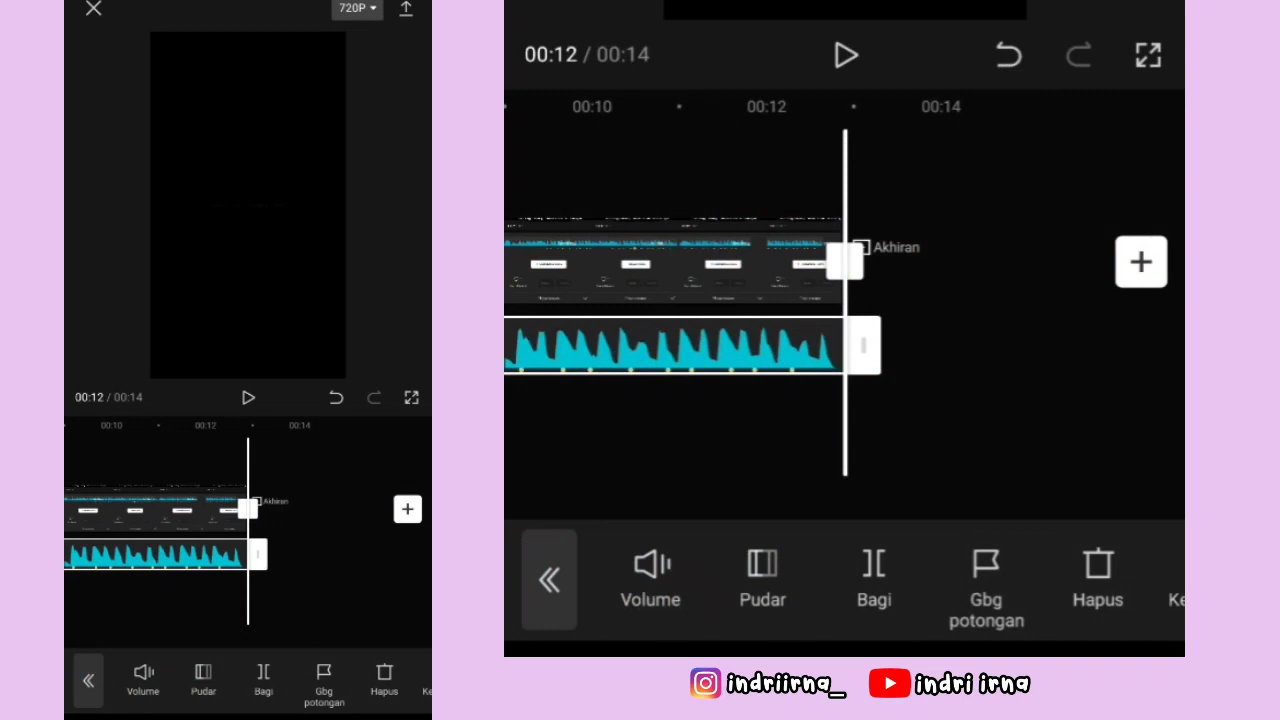 720P
00:12 / 00:14
00:10 00:12 00:14
Akhiran
Volume Pudar Bagi Gbg potongan Hapus Ke
00:12 / 00:14
00:10 00:12 00:14
Akhiran
Volume Pudar Bagi Gbg potongan Hapus Ke
indriirna_ indri irna